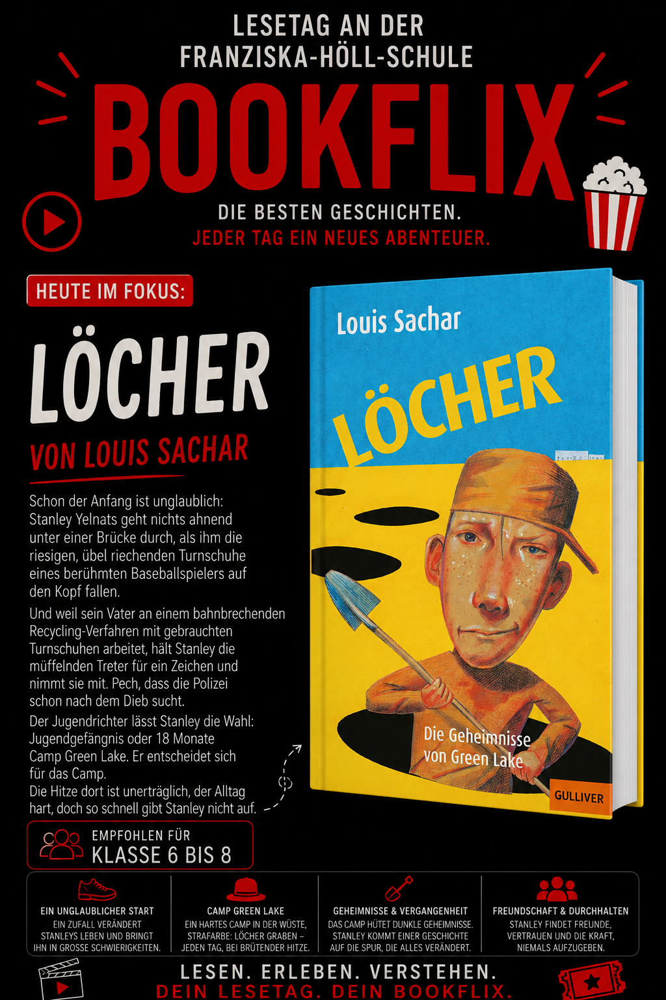 LESETAG AN DER
FRANZISKA-HÖLL-SCHULE
BOOKFLIX
DIE BESTEN GESCHICHTEN.
JEDER TAG EIN NEUES ABENTEUER.
HEUTE IM FOKUS:
LÖCHER
VON LOUIS SACHAR
Schon der Anfang ist unglaublich:
Stanley Yelnats geht nichts ahnend
unter einer Brücke durch, als ihm die
riesigen, übel riechenden Turnschuhe
eines berühmten Baseballspielers auf
den Kopf fallen.
Und weil sein Vater an einem bahnbrechenden
Recycling-Verfahren mit gebrauchten
Turnschuhen arbeitet, hält Stanley die
müffelnden Treter für ein Zeichen und
nimmt sie mit. Pech, dass die Polizei
schon nach dem Dieb sucht.
Der Jugendrichter lässt Stanley die Wahl:
Jugendgefängnis oder 18 Monate
Camp Green Lake. Er entscheidet sich
für das Camp.
Die Hitze dort ist unerträglich, der Alltag
hart, doch so schnell gibt Stanley nicht auf.
Louis Sachar
LÖCHER
Die Geheimnisse
von Green Lake
GULLIVER
EMPFOHLEN FÜR
KLASSE 6 BIS 8
EIN UNGLAUBLICHER START
EIN ZUFALL VERÄNDERT
STANLEYS LEBEN UND BRINGT
IHN IN GROSSE SCHWIERIGKEITEN.
CAMP GREEN LAKE
EIN HARTES CAMP IN DER WÜSTE,
STRAFARBE: LÖCHER GRABEN –
JEDEN TAG, BEI BRÜTENDER HITZE.
GEHEIMNISSE & VERGANGENHEIT
DAS CAMP HÜTET DUNKLE GEHEIMNISSE.
STANLEY KOMMT EINER GESCHICHTE
AUF DIE SPUR, DIE ALLES VERÄNDERT.
FREUNDSCHAFT & DURCHHALTEN
STANLEY FINDET FREUNDE,
VERTRAUEN UND DIE KRAFT,
NIEMALS AUFZUGEBEN.
LESEN. ERLEBEN. VERSTEHEN.
DEIN LESETAG. DEIN BOOKFLIX.